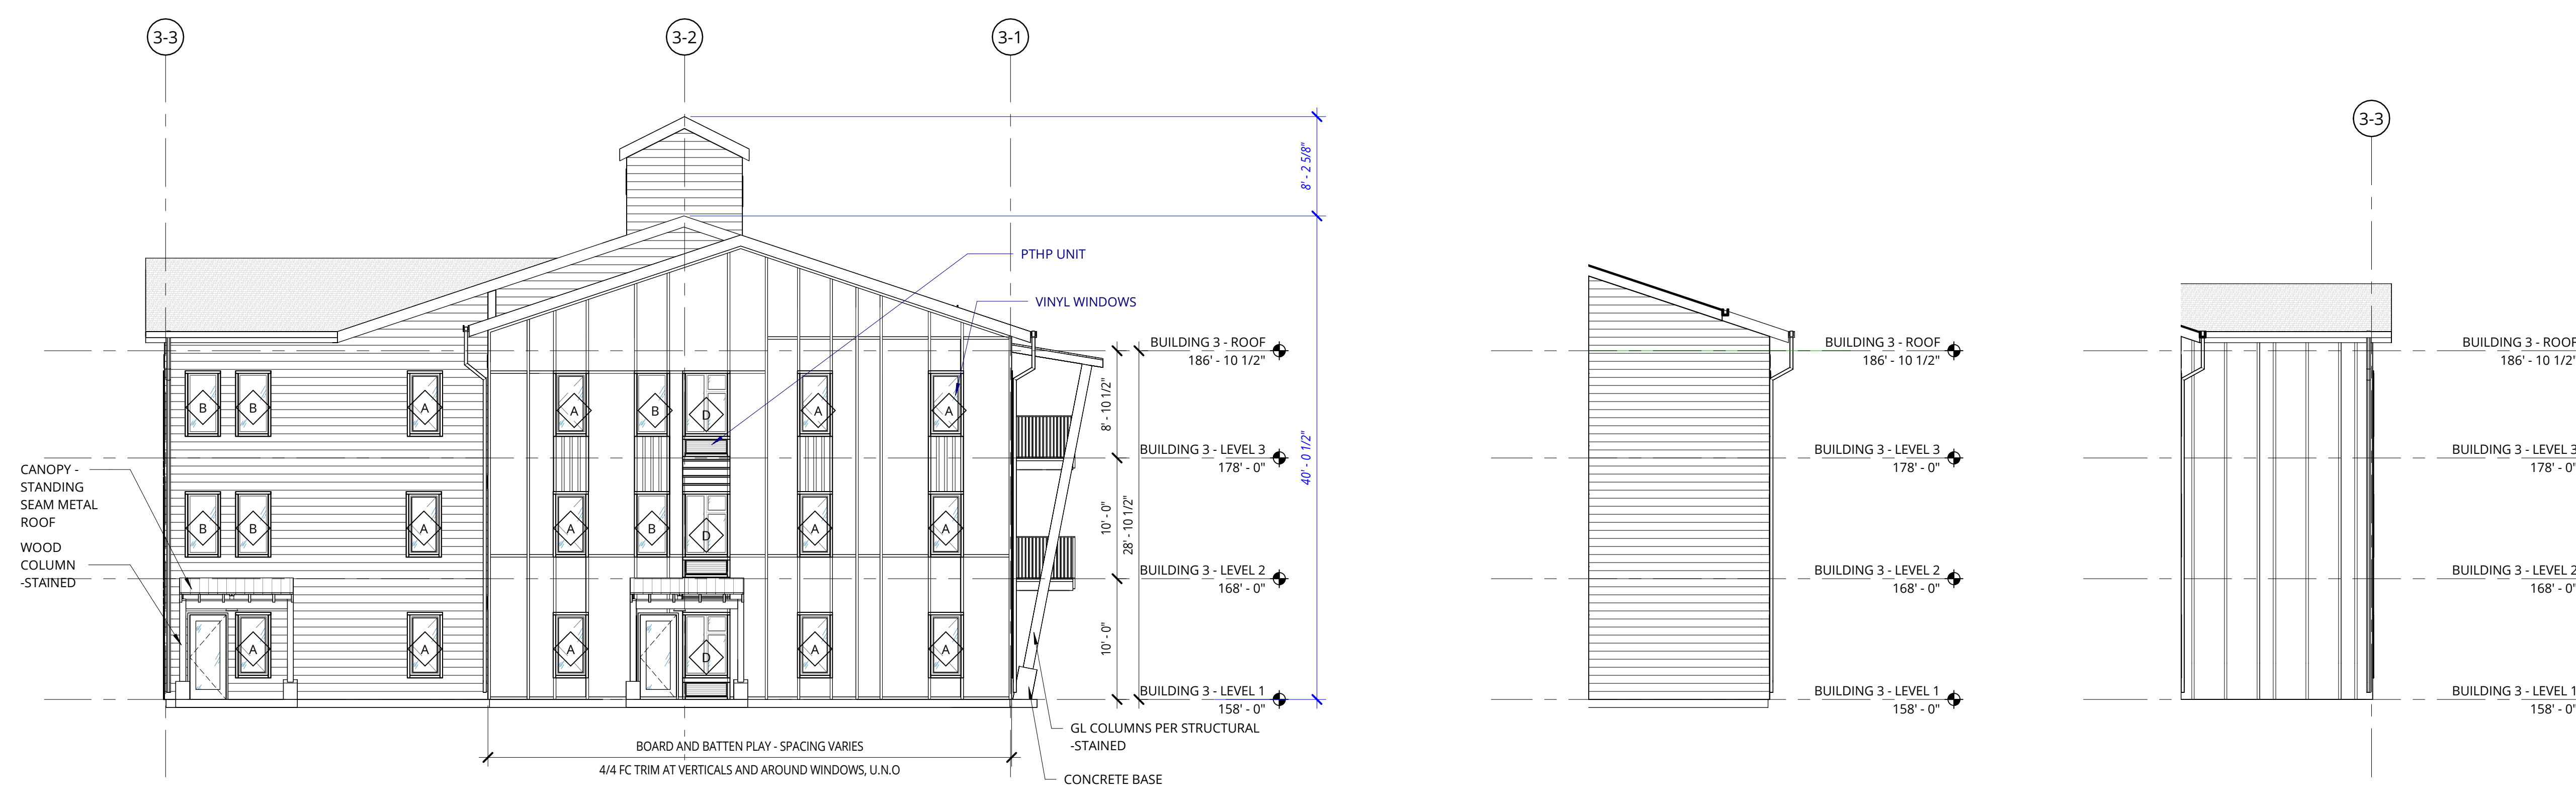 3-3
3-2
3-1
3-3
8' - 2 5/8"
PTHP UNIT
VINYL WINDOWS
BUILDING 3 - ROOF
186' - 10 1/2"
BUILDING 3 - ROOF
186' - 10 1/2"
BUILDING 3 - ROOF
186' - 10 1/2"
8' - 10 1/2"
B
B
A
A
B
D
A
A
40' - 0 1/2"
BUILDING 3 - LEVEL 3
178' - 0"
BUILDING 3 - LEVEL 3
178' - 0"
BUILDING 3 - LEVEL 3
178' - 0"
CANOPY -
STANDING
SEAM METAL
ROOF
WOOD
COLUMN
-STAINED
B
B
A
A
B
D
A
A
10' - 0"
28' - 10 1/2"
BUILDING 3 - LEVEL 2
168' - 0"
BUILDING 3 - LEVEL 2
168' - 0"
BUILDING 3 - LEVEL 2
168' - 0"
A
A
A
D
A
A
10' - 0"
BUILDING 3 - LEVEL 1
158' - 0"
BUILDING 3 - LEVEL 1
158' - 0"
BUILDING 3 - LEVEL 1
158' - 0"
GL COLUMNS PER STRUCTURAL
-STAINED
BOARD AND BATTEN PLAY - SPACING VARIES
4/4 FC TRIM AT VERTICALS AND AROUND WINDOWS, U.N.O
CONCRETE BASE